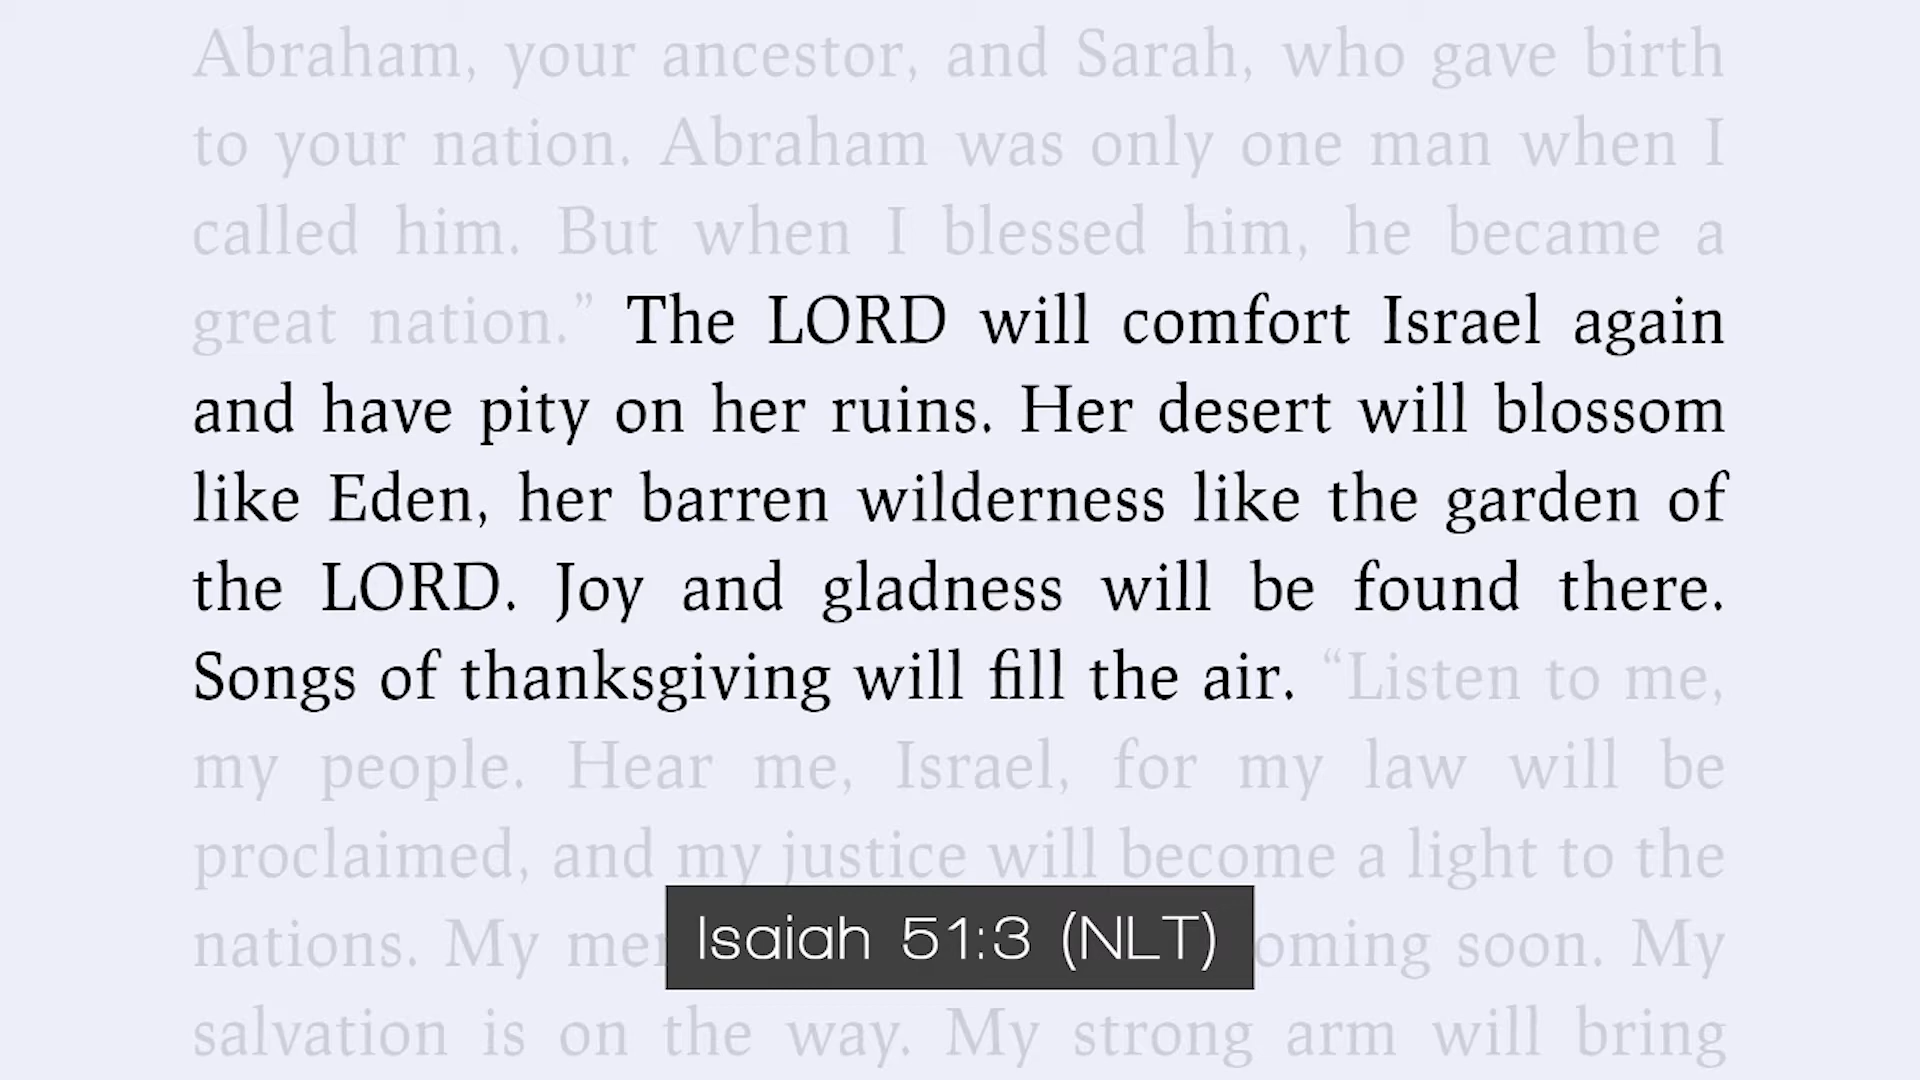 Abraham, your ancestor, and Sarah, who gave birth
to your nation. Abraham was only one man when I
called him. But when I blessed him, he became a
great nation.” The LORD will comfort Israel again
and have pity on her ruins. Her desert will blossom
like Eden, her barren wilderness like the garden of
the LORD. Joy and gladness will be found there.
Songs of thanksgiving will fill the air. “Listen to me,
my people. Hear me, Israel, for my law will be
proclaimed, and my justice will become a light to the
nations. My soon. My
Isaiah 51:3 (NLT)
salvation is on the way. My strong arm will bring